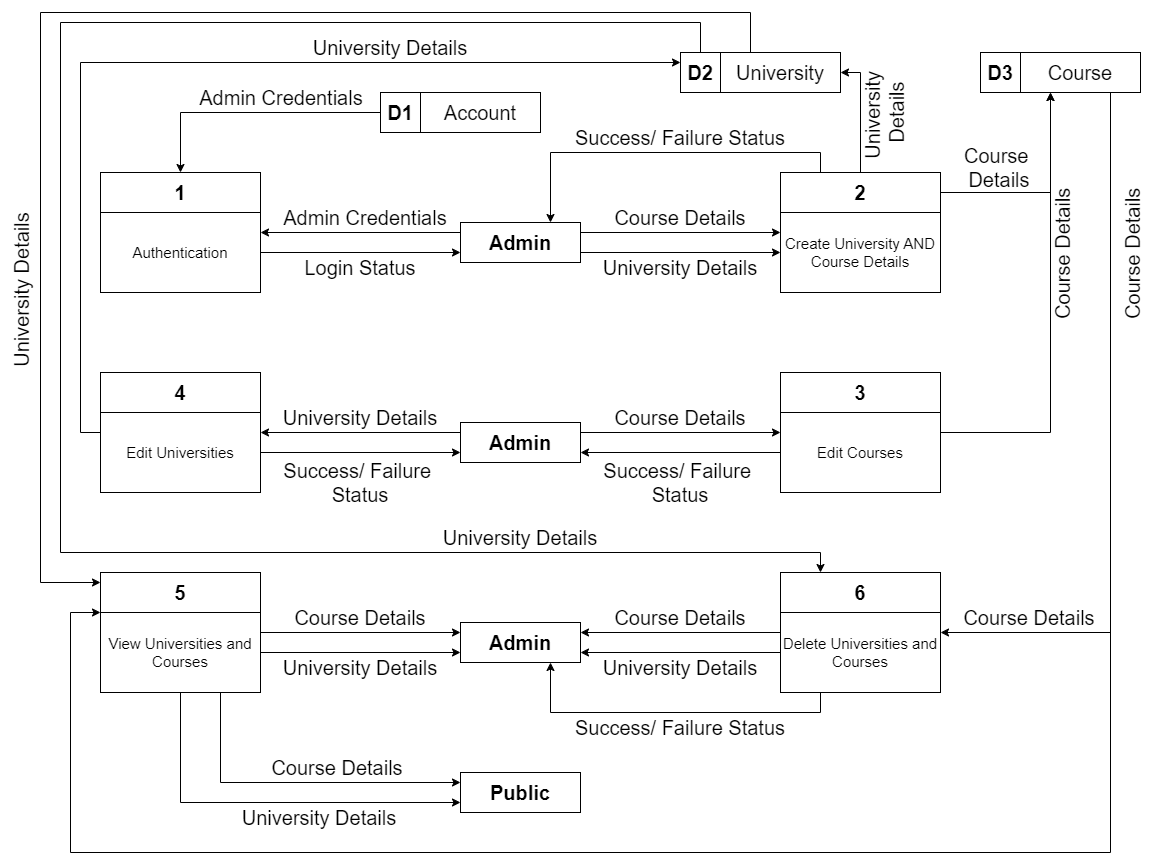 University Details
D2
University
D3
Course
Admin Credentials
D1
Account
University
Details
Success/ Failure Status
Course
Details
1
Authentication
Admin Credentials
Login Status
Admin
Course Details
University Details
2
Create University AND
Course Details
Course Details
Course Details
University Details
4
Edit Universities
University Details
Success/ Failure
Status
Admin
Course Details
Success/ Failure
Status
3
Edit Courses
University Details
5
View Universities and
Courses
Course Details
University Details
Admin
Course Details
University Details
6
Delete Universities and
Courses
Course Details
Success/ Failure Status
Course Details
University Details
Public